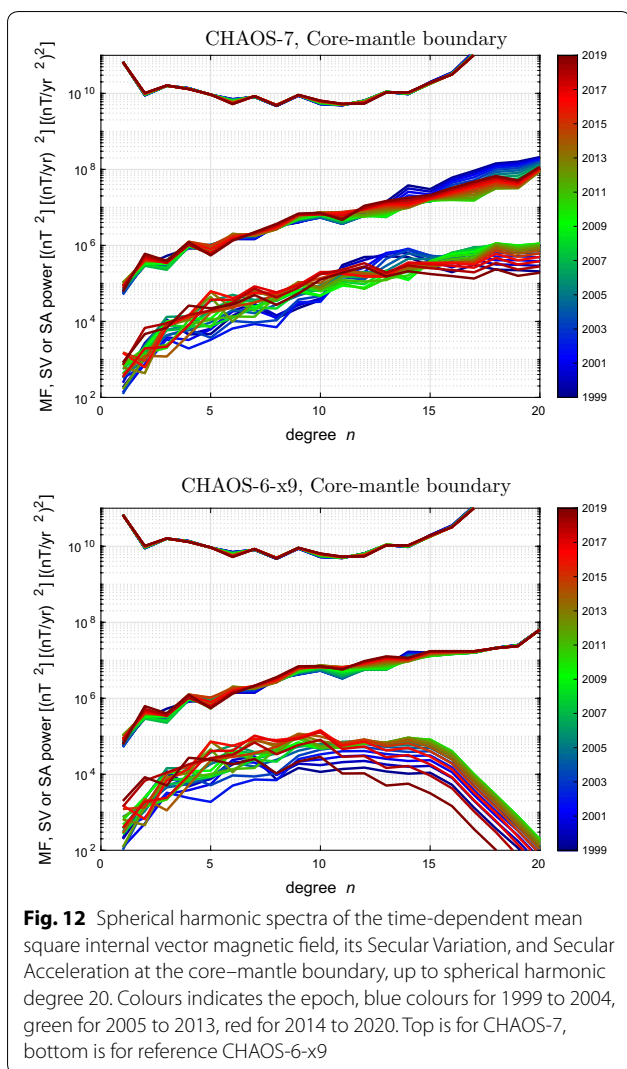 CHAOS-7, Core-mantle boundary
MF, SV or SA power [(nT ²] [(nT/yr) ²] [(nT/yr ²)²]
10 10
10 8
10 6
10 4
10 2
0 5 10 15 20
degree n
2019
2017
2015
2013
2011
2009
2007
2005
2003
2001
1999
CHAOS-6-x9, Core-mantle boundary
MF, SV or SA power [(nT ²] [(nT/yr) ²] [(nT/yr ²)²]
10 10
10 8
10 6
10 4
10 2
0 5 10 15 20
degree n
2019
2017
2015
2013
2011
2009
2007
2005
2003
2001
1999
Fig. 12 Spherical harmonic spectra of the time-dependent mean
square internal vector magnetic field, its Secular Variation, and Secular
Acceleration at the core–mantle boundary, up to spherical harmonic
degree 20. Colours indicates the epoch, blue colours for 1999 to 2004,
green for 2005 to 2013, red for 2014 to 2020. Top is for CHAOS-7,
bottom is for reference CHAOS-6-x9